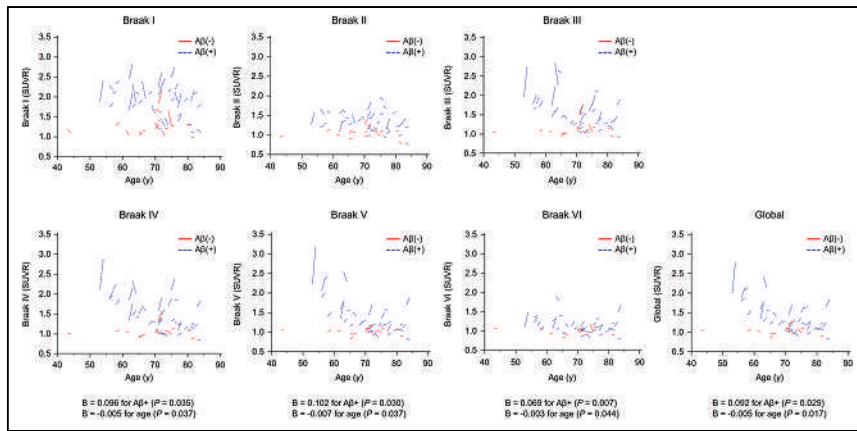 Braak I
Aβ(-)
Aβ(+)
Braak I (SUVR)
3.5
3.0
2.5
2.0
1.5
1.0
0.5
40 50 60 70 80 90
Age (y)
Braak II
Aβ(-)
Aβ(+)
Braak II (SUVR)
3.5
3.0
2.5
2.0
1.5
1.0
0.5
40 50 60 70 80 90
Age (y)
Braak III
Aβ(-)
Aβ(+)
Braak III (SUVR)
3.5
3.0
2.5
2.0
1.5
1.0
0.5
40 50 60 70 80 90
Age (y)
Braak IV
Aβ(-)
Aβ(+)
Braak IV (SUVR)
3.5
3.0
2.5
2.0
1.5
1.0
0.5
40 50 60 70 80 90
Age (y)
B = 0.096 for Aβ+ (P = 0.035)
B = -0.005 for age (P = 0.037)
Braak V
Aβ(-)
Aβ(+)
Braak V (SUVR)
3.5
3.0
2.5
2.0
1.5
1.0
0.5
40 50 60 70 80 90
Age (y)
B = 0.102 for Aβ+ (P = 0.030)
B = -0.007 for age (P = 0.037)
Braak VI
Aβ(-)
Aβ(+)
Braak VI (SUVR)
3.5
3.0
2.5
2.0
1.5
1.0
0.5
40 50 60 70 80 90
Age (y)
B = 0.069 for Aβ+ (P = 0.007)
B = -0.003 for age (P = 0.044)
Global
Aβ(-)
Aβ(+)
Global (SUVR)
3.5
3.0
2.5
2.0
1.5
1.0
0.5
40 50 60 70 80 90
Age (y)
B = 0.092 for Aβ+ (P = 0.029)
B = -0.005 for age (P = 0.017)